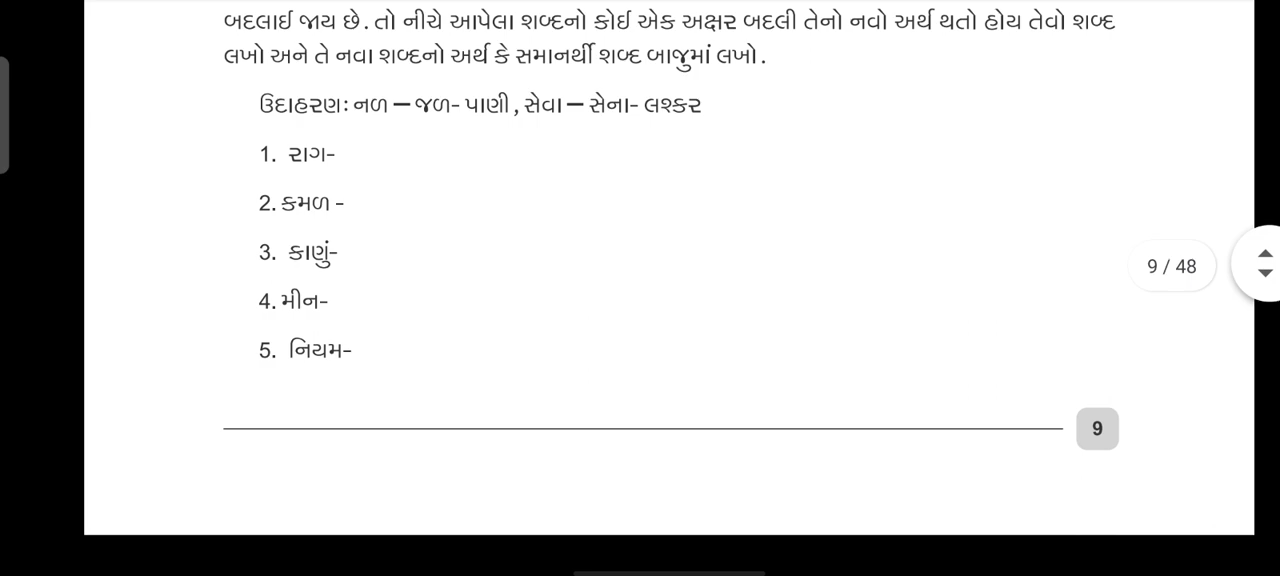 બદલાઈ જાય છે. તો નીચે આપેલા શબ્દનો કોઈ એક અક્ષર બદલી તેનો નવો અર્થ થતો હોય તેવો શબ્દ
લખો અને તે નવા શબ્દનો અર્થ કે સમાનર્થી શબ્દ બાજુમાં લખો.
ઉદાહરણ: નળ – જળ- પાણી, સેવા – સેના- લશ્કર
1. રાગ-
2. કમળ -
3. કાણું-
9 / 48
4. મીન-
5. નિયમ-
9